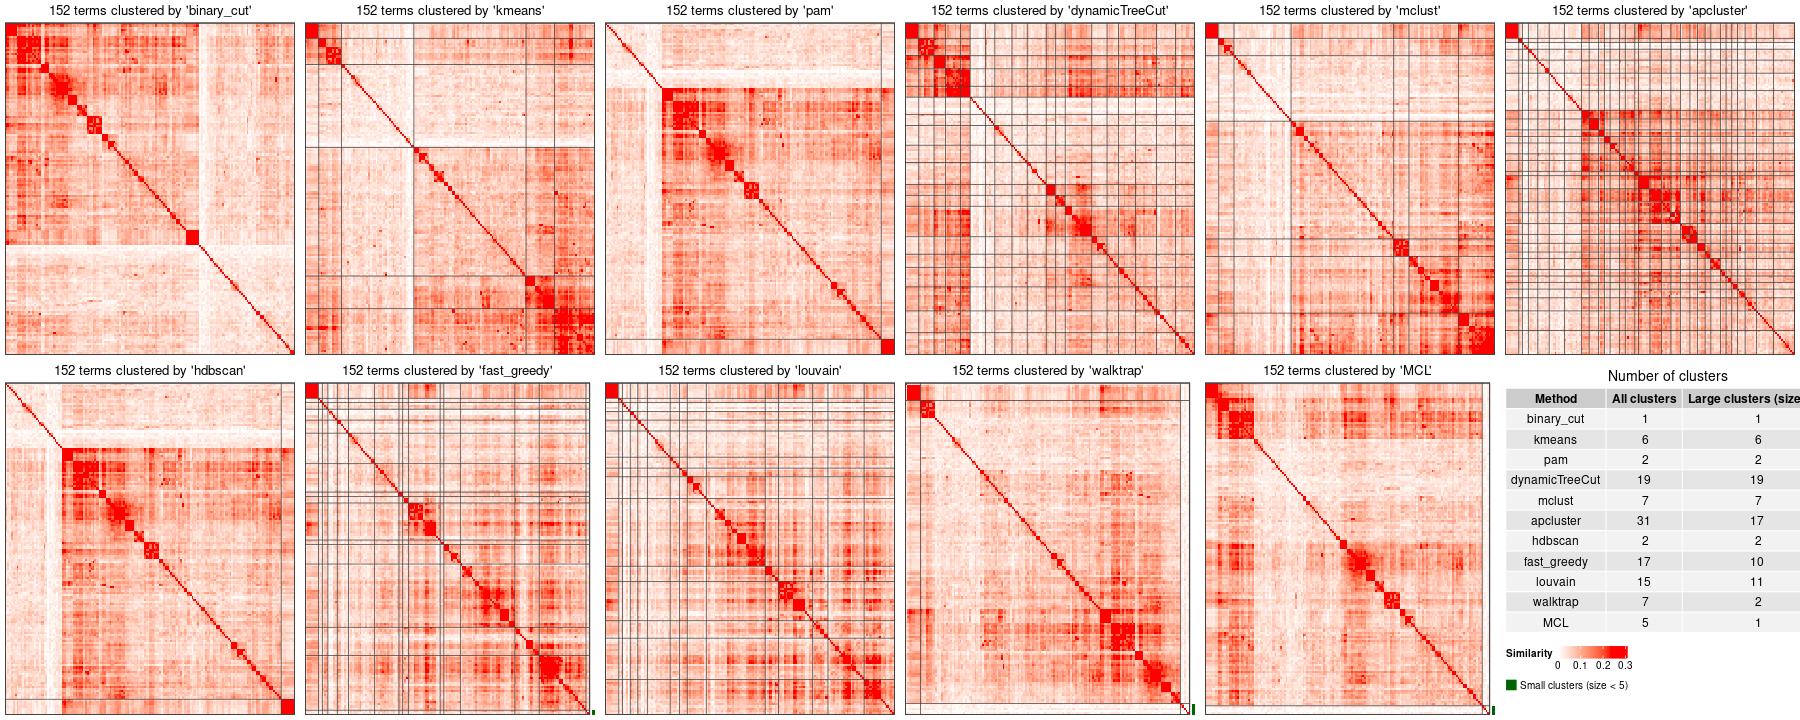 152 terms clustered by 'binary_cut'
152 terms clustered by 'kmeans'
152 terms clustered by 'pam'
152 terms clustered by 'dynamicTreeCut'
152 terms clustered by 'mclust'
152 terms clustered by 'apcluster'
152 terms clustered by 'hdbscan'
152 terms clustered by 'fast_greedy'
152 terms clustered by 'louvain'
152 terms clustered by 'walktrap'
152 terms clustered by 'MCL'
Number of clusters
Method All clusters Large clusters (size
binary_cut 1 1
kmeans 6 6
pam 2 2
dynamicTreeCut 19 19
mclust 7 7
apcluster 31 17
hdbscan 2 2
fast_greedy 17 10
louvain 15 11
walktrap 7 2
MCL 5 1
Similarity
0 0.1 0.2 0.3
Small clusters (size < 5)